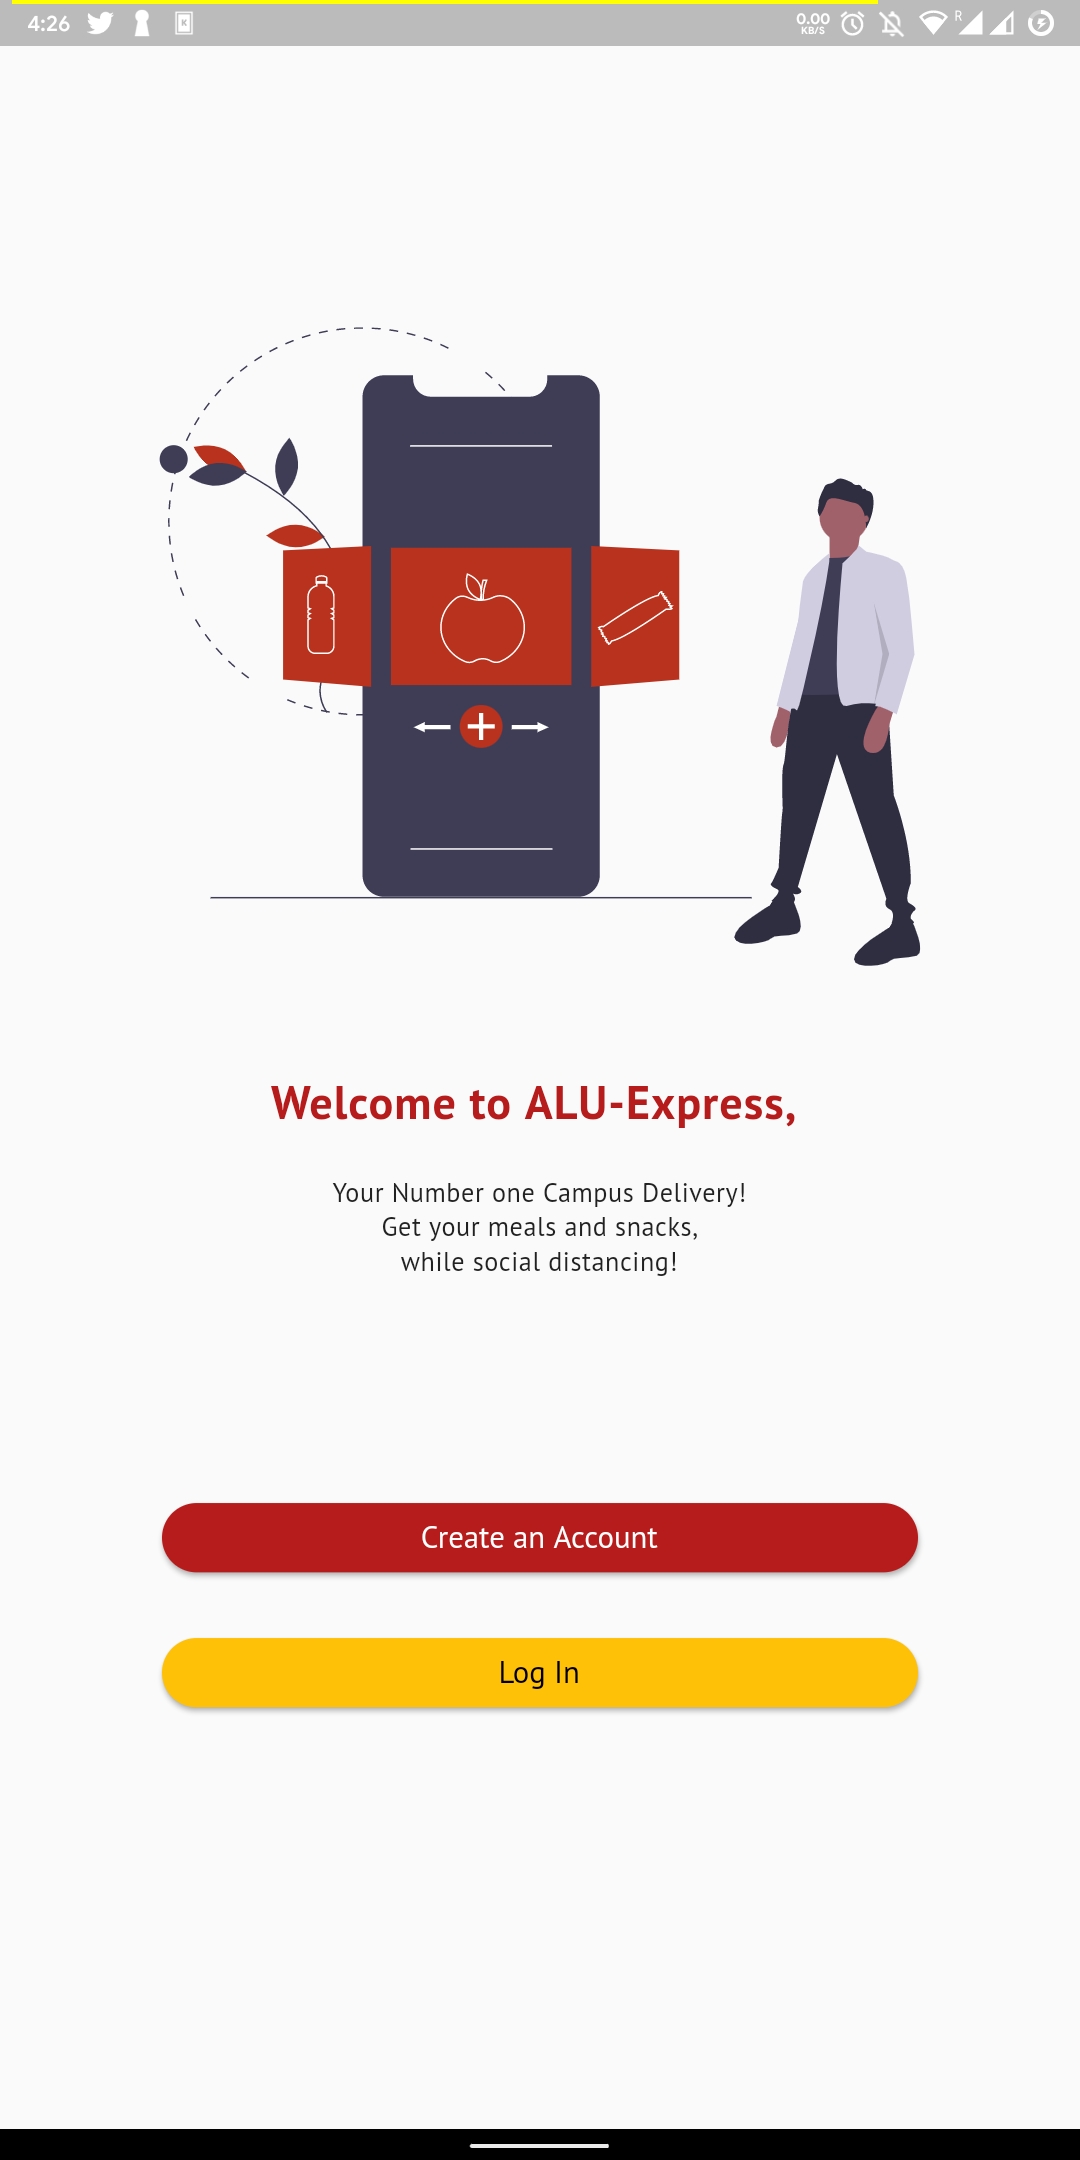 4:26
K
0.00
KB/S
R
Welcome to ALU-Express,
Your Number one Campus Delivery!
Get your meals and snacks,
while social distancing!
Create an Account
Log In